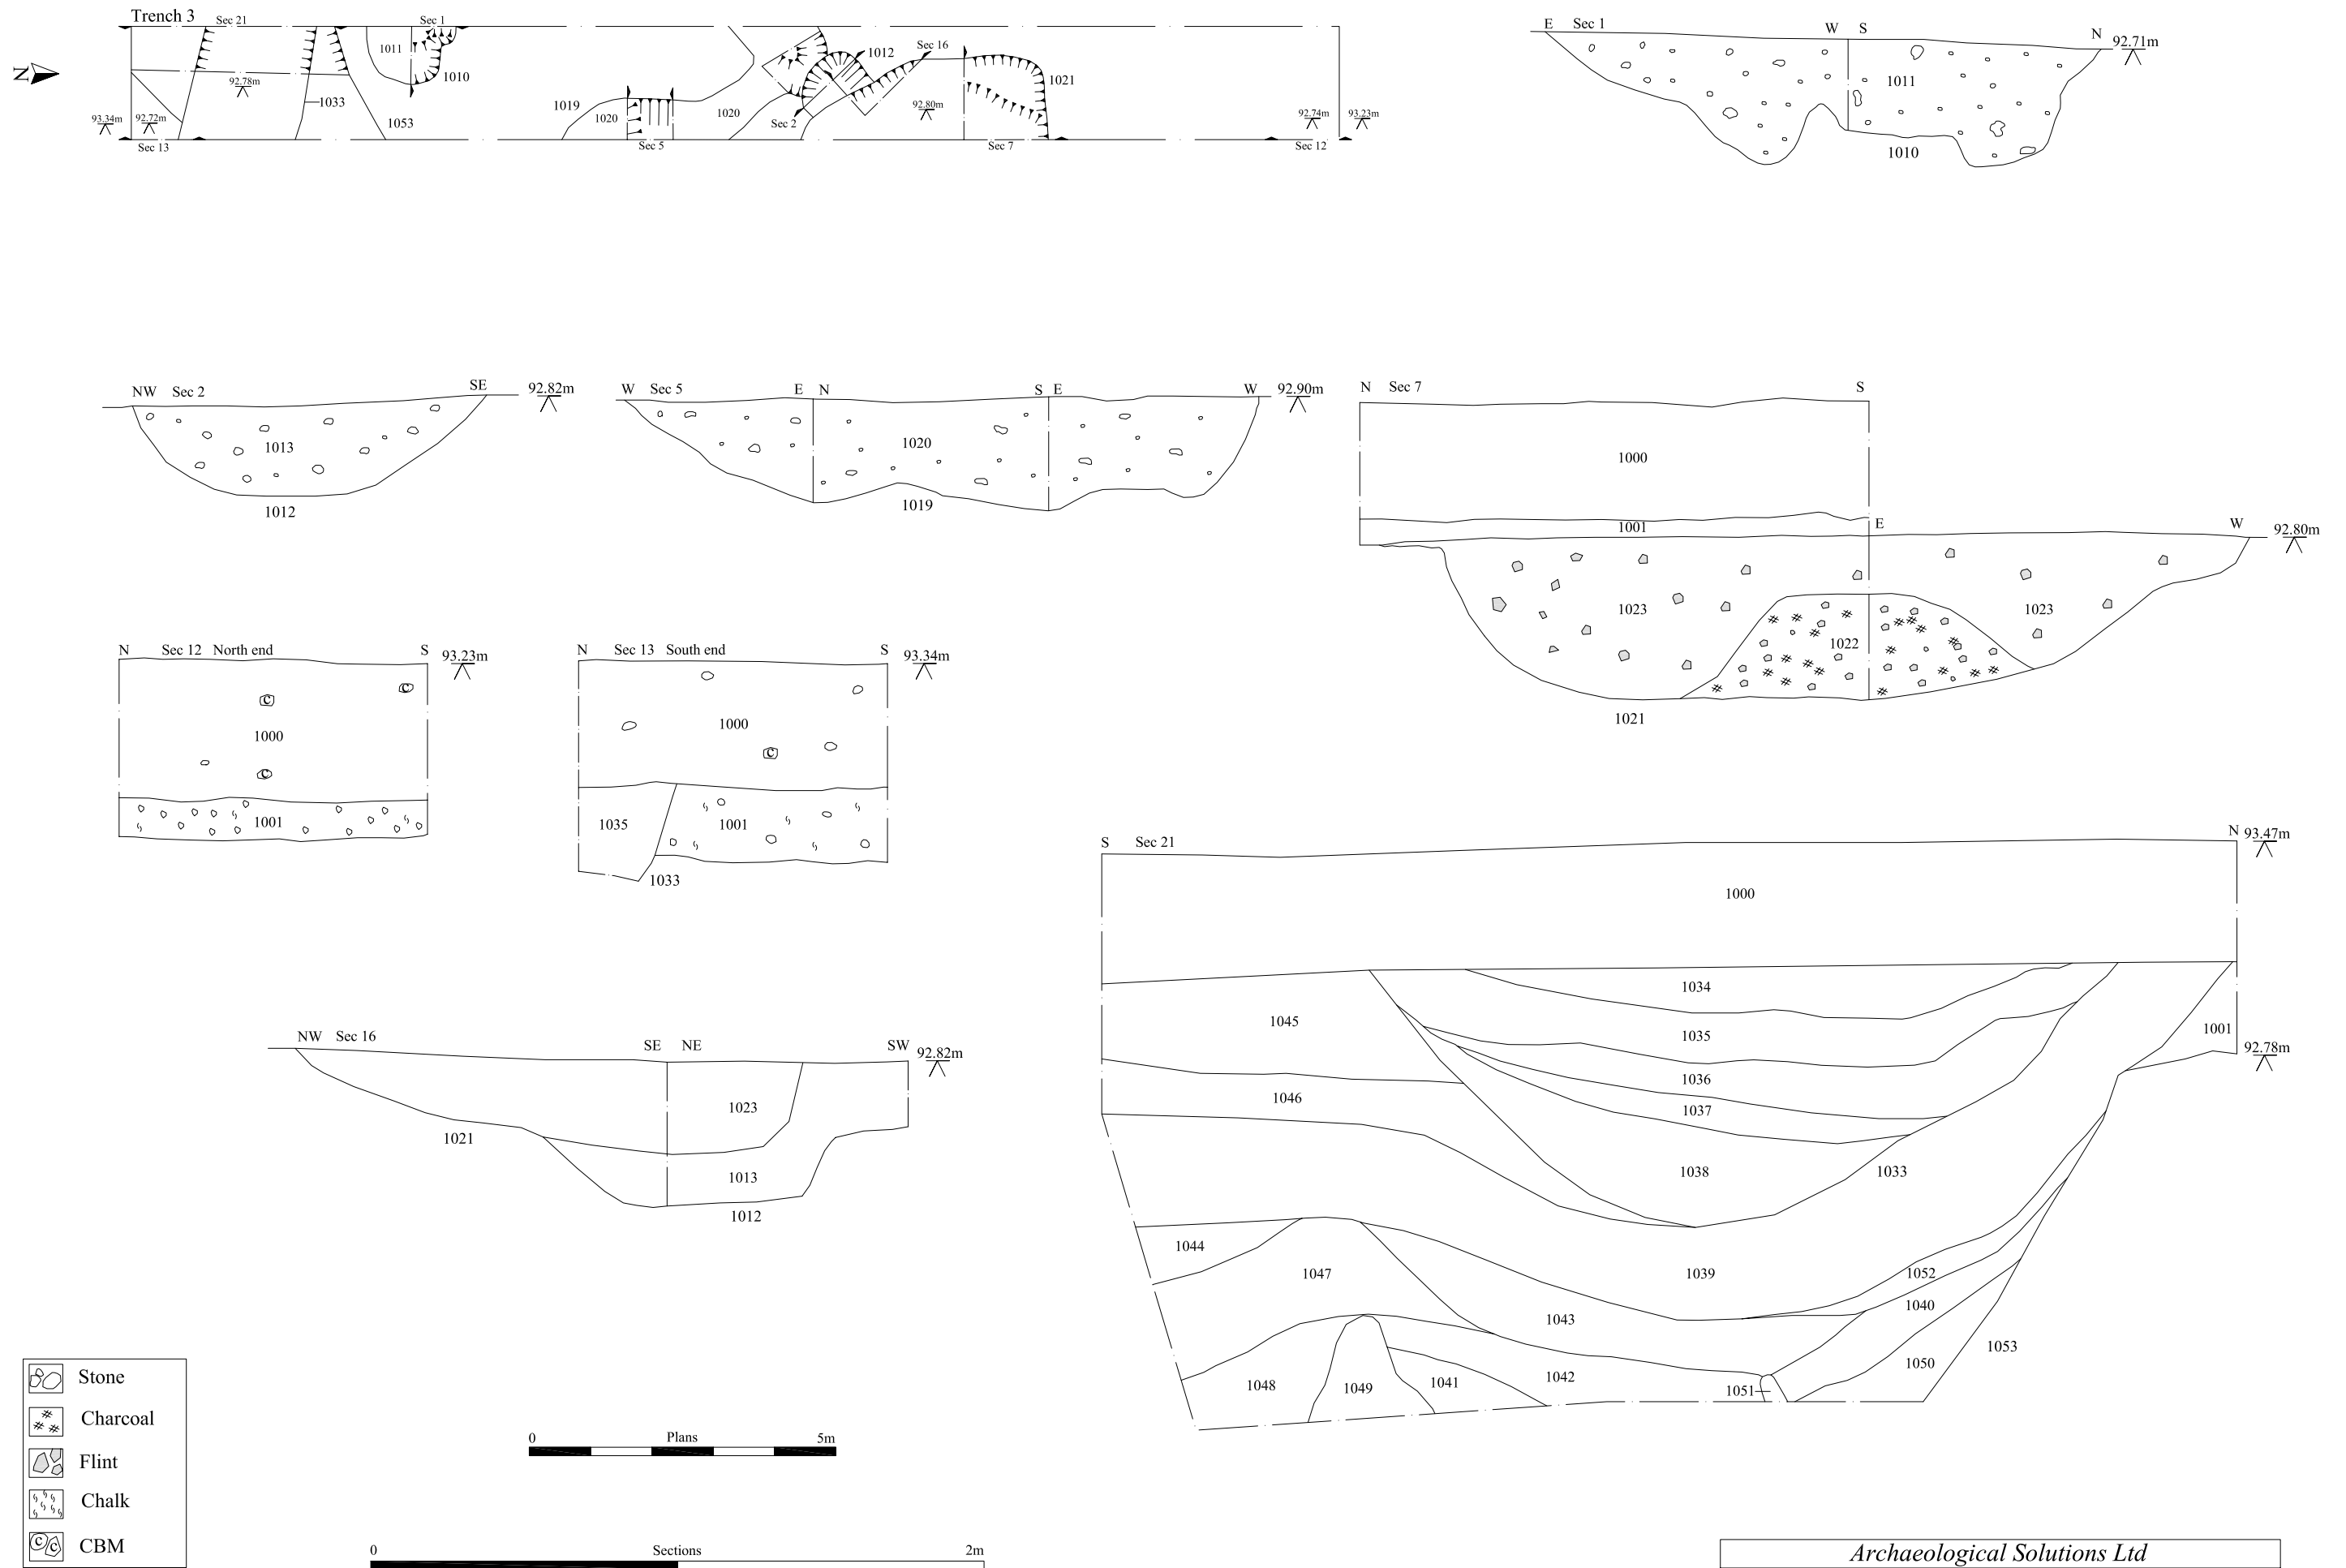 Trench 3
Sec 21
Sec 1
1011
1010
1012
Sec 16
1021
N
92.78m
1033
1053
1019
1020
1020
92.80m
Sec 2
93.34m
92.72m
92.74m
93.23m
Sec 13
Sec 5
Sec 7
Sec 12
E Sec 1 W S N 92.71m
1011
1010
NW Sec 2 SE 92.82m
1013
1012
W Sec 5 E N S E W 92.90m
1020
1019
N Sec 7 S
1000
1001
E W 92.80m
1023
1023
1022
1021
N Sec 12 North end S 93.23m
C
C
1000
C
1001
N Sec 13 South end S 93.34m
1000
C
1035
1001
1033
S Sec 21 N 93.47m
1000
1034
1045
1035
1001
92.78m
1036
1046
1037
1038
1033
1044
1047
1039
1052
1040
1043
1053
1050
1048
1049
1041
1042
1051
NW Sec 16 SE NE SW 92.82m
1023
1021
1013
1012
Stone
Charcoal
Flint
Chalk
C C CBM
0 Plans 5m
0 Sections 2m
Archaeological Solutions Ltd